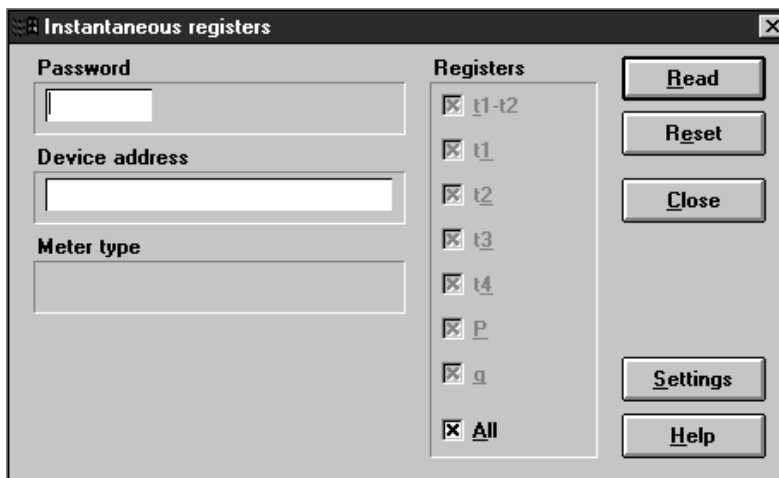 Instantaneous registers
Password
Device address
Meter type
Registers
t1-t2
t1
t2
t3
t4
P
q
All
Read
Reset
Close
Settings
Help